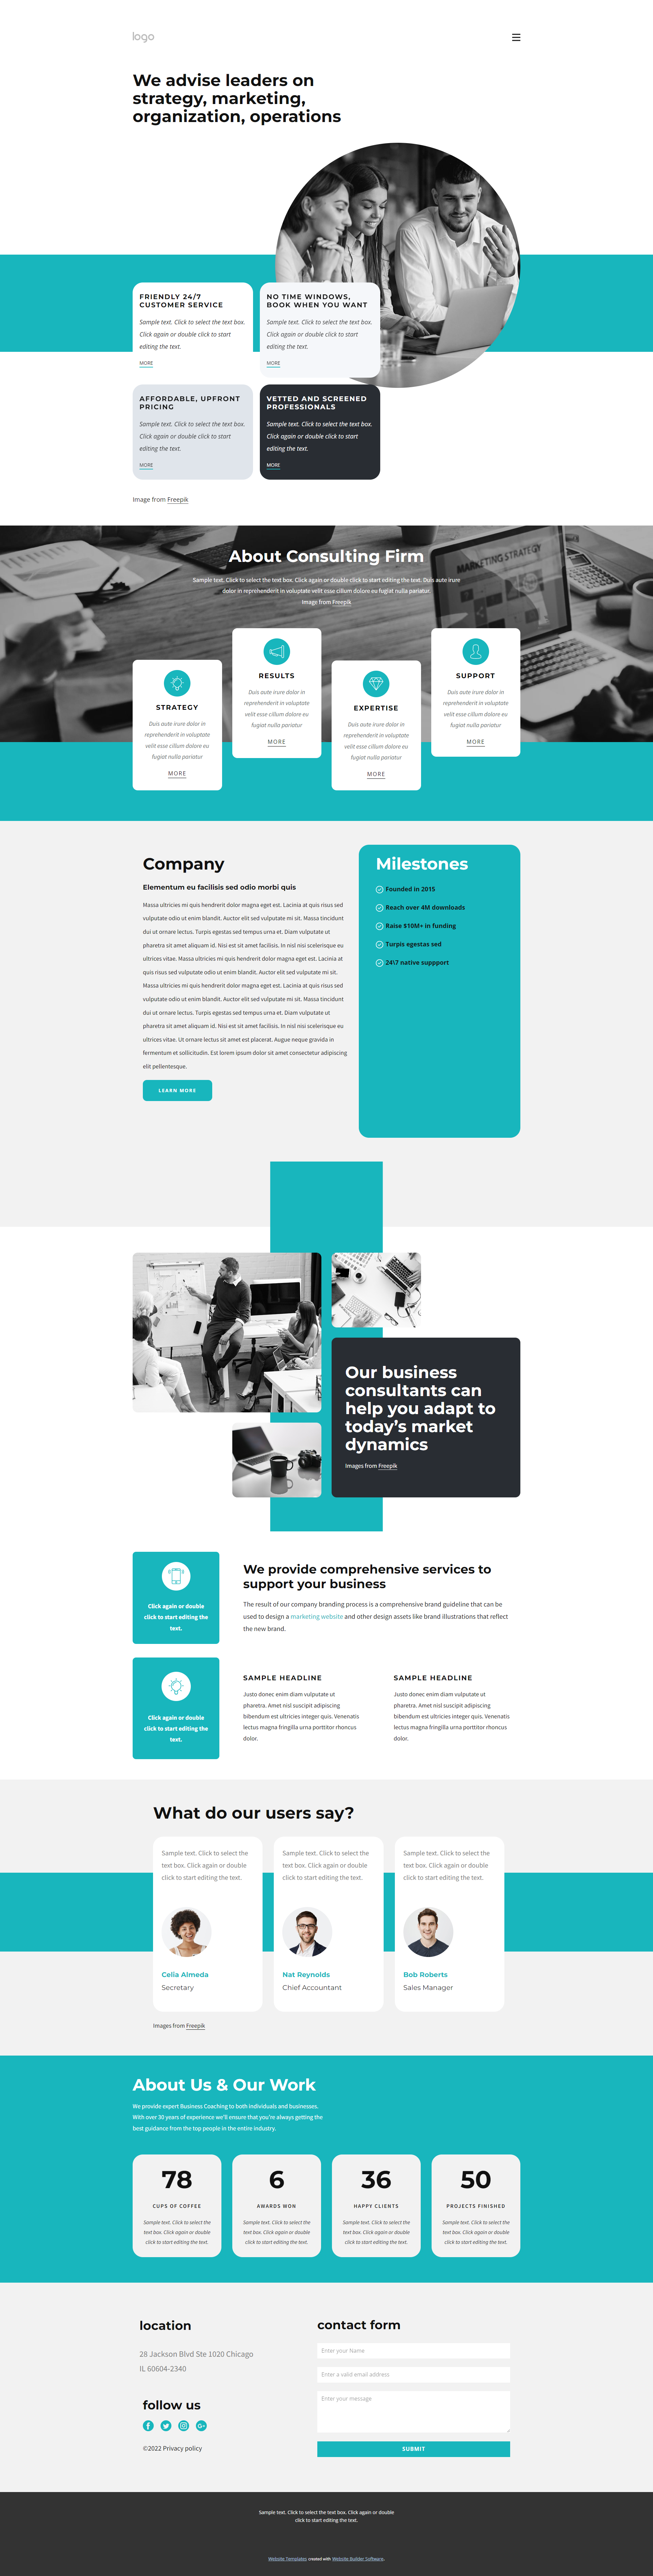 logo
We advise leaders on
strategy, marketing,
organization, operations
FRIENDLY 24/7
CUSTOMER SERVICE
Sample text. Click to select the text box.
Click again or double click to start
editing the text.
MORE
NO TIME WINDOWS,
BOOK WHEN YOU WANT
Sample text. Click to select the text box.
Click again or double click to start
editing the text.
MORE
AFFORDABLE, UPFRONT
PRICING
Sample text. Click to select the text box.
Click again or double click to start
editing the text.
MORE
VETTED AND SCREENED
PROFESSIONALS
Sample text. Click to select the text box.
Click again or double click to start
editing the text.
MORE
Image from Freepik
MARKETING STRATEGY
About Consulting Firm
Sample text. Click to select the text box. Click again or double click to start editing the text. Duis aute irure
dolor in reprehenderit in voluptate velit esse cillum dolore eu fugiat nulla pariatur.
Image from Freepik
STRATEGY
Duis aute irure dolor in
reprehenderit in voluptate
velit esse cillum dolore eu
fugiat nulla pariatur
MORE
RESULTS
Duis aute irure dolor in
reprehenderit in voluptate
velit esse cillum dolore eu
fugiat nulla pariatur
MORE
EXPERTISE
Duis aute irure dolor in
reprehenderit in voluptate
velit esse cillum dolore eu
fugiat nulla pariatur
MORE
SUPPORT
Duis aute irure dolor in
reprehenderit in voluptate
velit esse cillum dolore eu
fugiat nulla pariatur
MORE
Company
Elementum eu facilisis sed odio morbi quis
Massa ultricies mi quis hendrerit dolor magna eget est. Lacinia at quis risus sed
vulputate odio ut enim blandit. Auctor elit sed vulputate mi sit. Massa tincidunt
dui ut ornare lectus. Turpis egestas sed tempus urna et. Diam vulputate ut
pharetra sit amet aliquam id. Nisi est sit amet facilisis. In nisl nisi scelerisque eu
ultrices vitae. Massa ultricies mi quis hendrerit dolor magna eget est. Lacinia at
quis risus sed vulputate odio ut enim blandit. Auctor elit sed vulputate mi sit.
Massa ultricies mi quis hendrerit dolor magna eget est. Lacinia at quis risus sed
vulputate odio ut enim blandit. Auctor elit sed vulputate mi sit. Massa tincidunt
dui ut ornare lectus. Turpis egestas sed tempus urna et. Diam vulputate ut
pharetra sit amet aliquam id. Nisi est sit amet facilisis. In nisl nisi scelerisque eu
ultrices vitae. Ut ornare lectus sit amet est placerat. Augue neque gravida in
fermentum et sollicitudin. Est lorem ipsum dolor sit amet consectetur adipiscing
elit pellentesque.
LEARN MORE
Milestones
Founded in 2015
Reach over 4M downloads
Raise $10M+ in funding
Turpis egestas sed
24\7 native suppport
Our business
consultants can
help you adapt to
today's market
dynamics
Images from Freepik
Click again or double
click to start editing the
text.
We provide comprehensive services to
support your business
The result of our company branding process is a comprehensive brand guideline that can be
used to design a marketing website and other design assets like brand illustrations that reflect
the new brand.
Click again or double
click to start editing the
text.
SAMPLE HEADLINE
Justo donec enim diam vulputate ut
pharetra. Amet nisl suscipit adipiscing
bibendum est ultricies integer quis. Venenatis
lectus magna fringilla urna porttitor rhoncus
dolor.
SAMPLE HEADLINE
Justo donec enim diam vulputate ut
pharetra. Amet nisl suscipit adipiscing
bibendum est ultricies integer quis. Venenatis
lectus magna fringilla urna porttitor rhoncus
dolor.
What do our users say?
Sample text. Click to select the
text box. Click again or double
click to start editing the text.
Celia Almeda
Secretary
Sample text. Click to select the
text box. Click again or double
click to start editing the text.
Nat Reynolds
Chief Accountant
Sample text. Click to select the
text box. Click again or double
click to start editing the text.
Bob Roberts
Sales Manager
Images from Freepik
About Us & Our Work
We provide expert Business Coaching to both individuals and businesses.
With over 30 years of experience we'll ensure that you're always getting the
best guidance from the top people in the entire industry.
78
CUPS OF COFFEE
Sample text. Click to select the
text box. Click again or double
click to start editing the text.
6
AWARDS WON
Sample text. Click to select the
text box. Click again or double
click to start editing the text.
36
HAPPY CLIENTS
Sample text. Click to select the
text box. Click again or double
click to start editing the text.
50
PROJECTS FINISHED
Sample text. Click to select the
text box. Click again or double
click to start editing the text.
location
28 Jackson Blvd Ste 1020 Chicago
IL 60604-2340
follow us
©2022 Privacy policy
contact form
Enter your Name
Enter a valid email address
Enter your message
SUBMIT
Sample text. Click to select the text box. Click again or double
click to start editing the text.
Website Templates created with Website Builder Software.